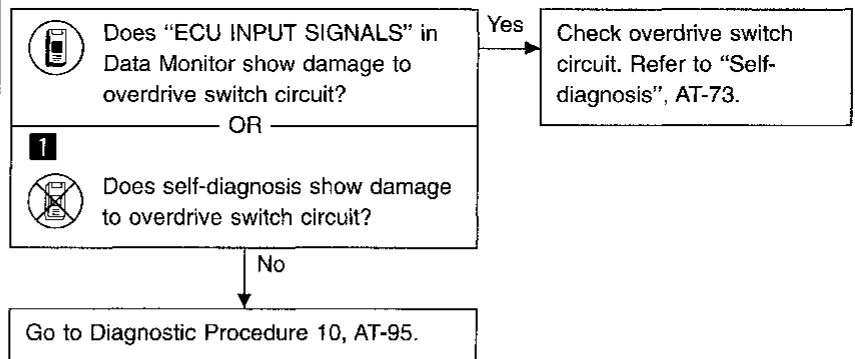 Does “ECU INPUT SIGNALS” in
Data Monitor show damage to
overdrive switch circuit?
OR
1
Does self-diagnosis show damage
to overdrive switch circuit?
Yes
Check overdrive switch
circuit. Refer to “Self-
diagnosis”, AT-73.
No
Go to Diagnostic Procedure 10, AT-95.